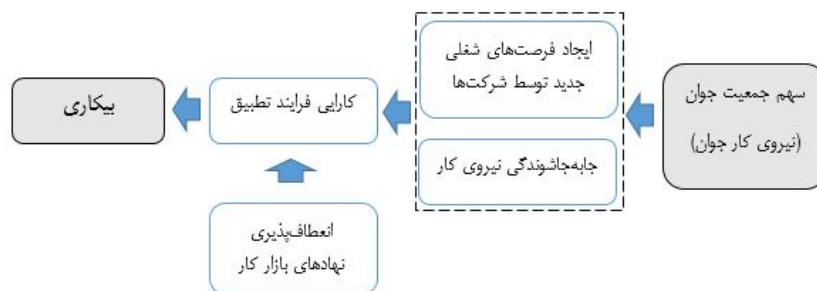 سهم جمعیت جوان
(نیروی کار جوان)
ایجاد فرصت‌های شغلی
جدید توسط شرکت‌ها
جابه‌جاشوندگی نیروی کار
کارایی فرایند تطبیق
انعطاف‌پذیری
نهادهای بازار کار
بیکاری